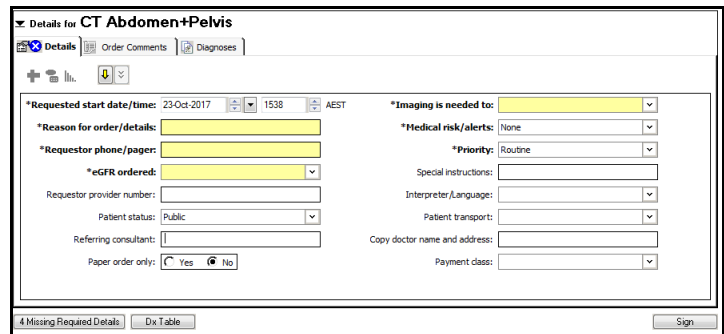 Details for CT Abdomen+Pelvis
Details Order Comments Diagnoses
*Requested start date/time: 23-Oct-2017 1538 AEST *Imaging is needed to:
*Reason for order/details: *Medical risk/alerts: None
*Requestor phone/pager: *Priority: Routine
*eGFR ordered: Special instructions:
Requestor provider number: Interpreter/Language:
Patient status: Public Patient transport:
Referring consultant: Copy doctor name and address:
Paper order only: Yes No Payment class:
4 Missing Required Details Dx Table Sign